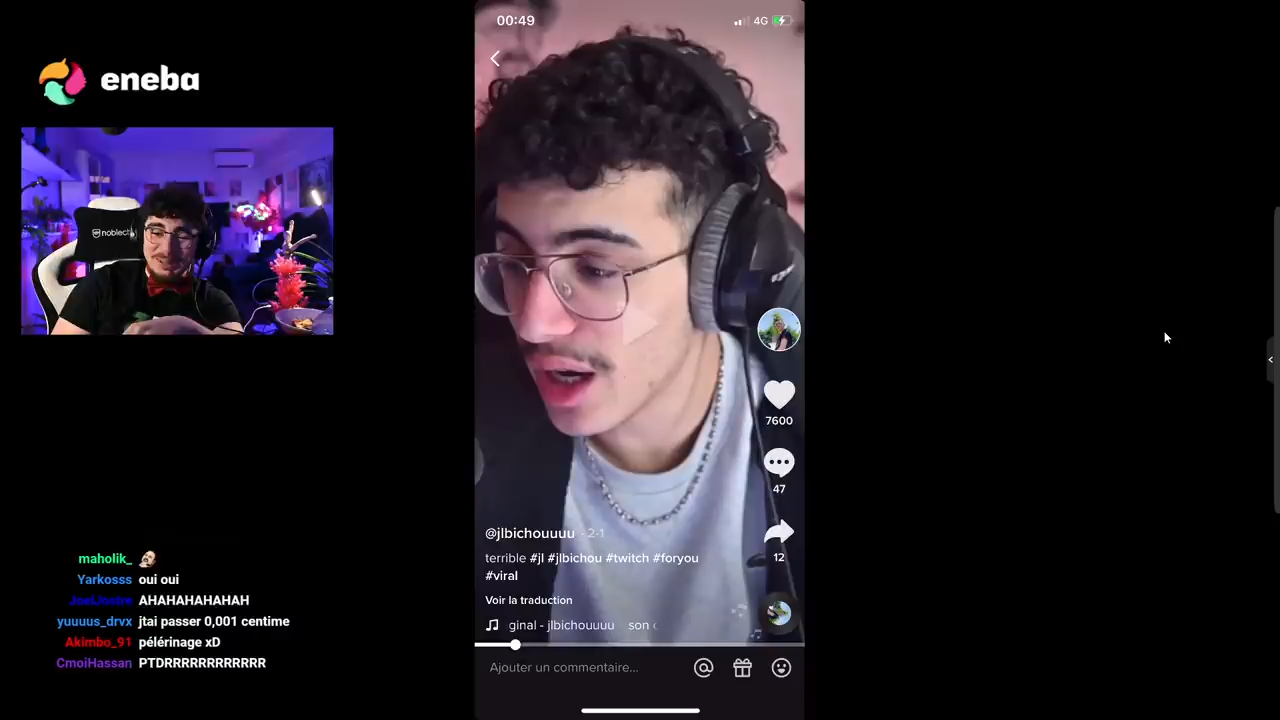 eneba
noblech
maholik_
Yarkosss oui oui
AHAHAHAHAHAH
yuuuus_drvx jtai passer 0,001 centime
Akimbo_91 pélérinage xD
CmoiHassan PTDRRRRRRRRRRRR
00:49
4G
7600
47
12
@jlbichouuuu · 2-1
terrible #jl #jlbichou #twitch #foryou
#viral
Voir la traduction
ginal - jlbichouuuu son
Ajouter un commentaire...